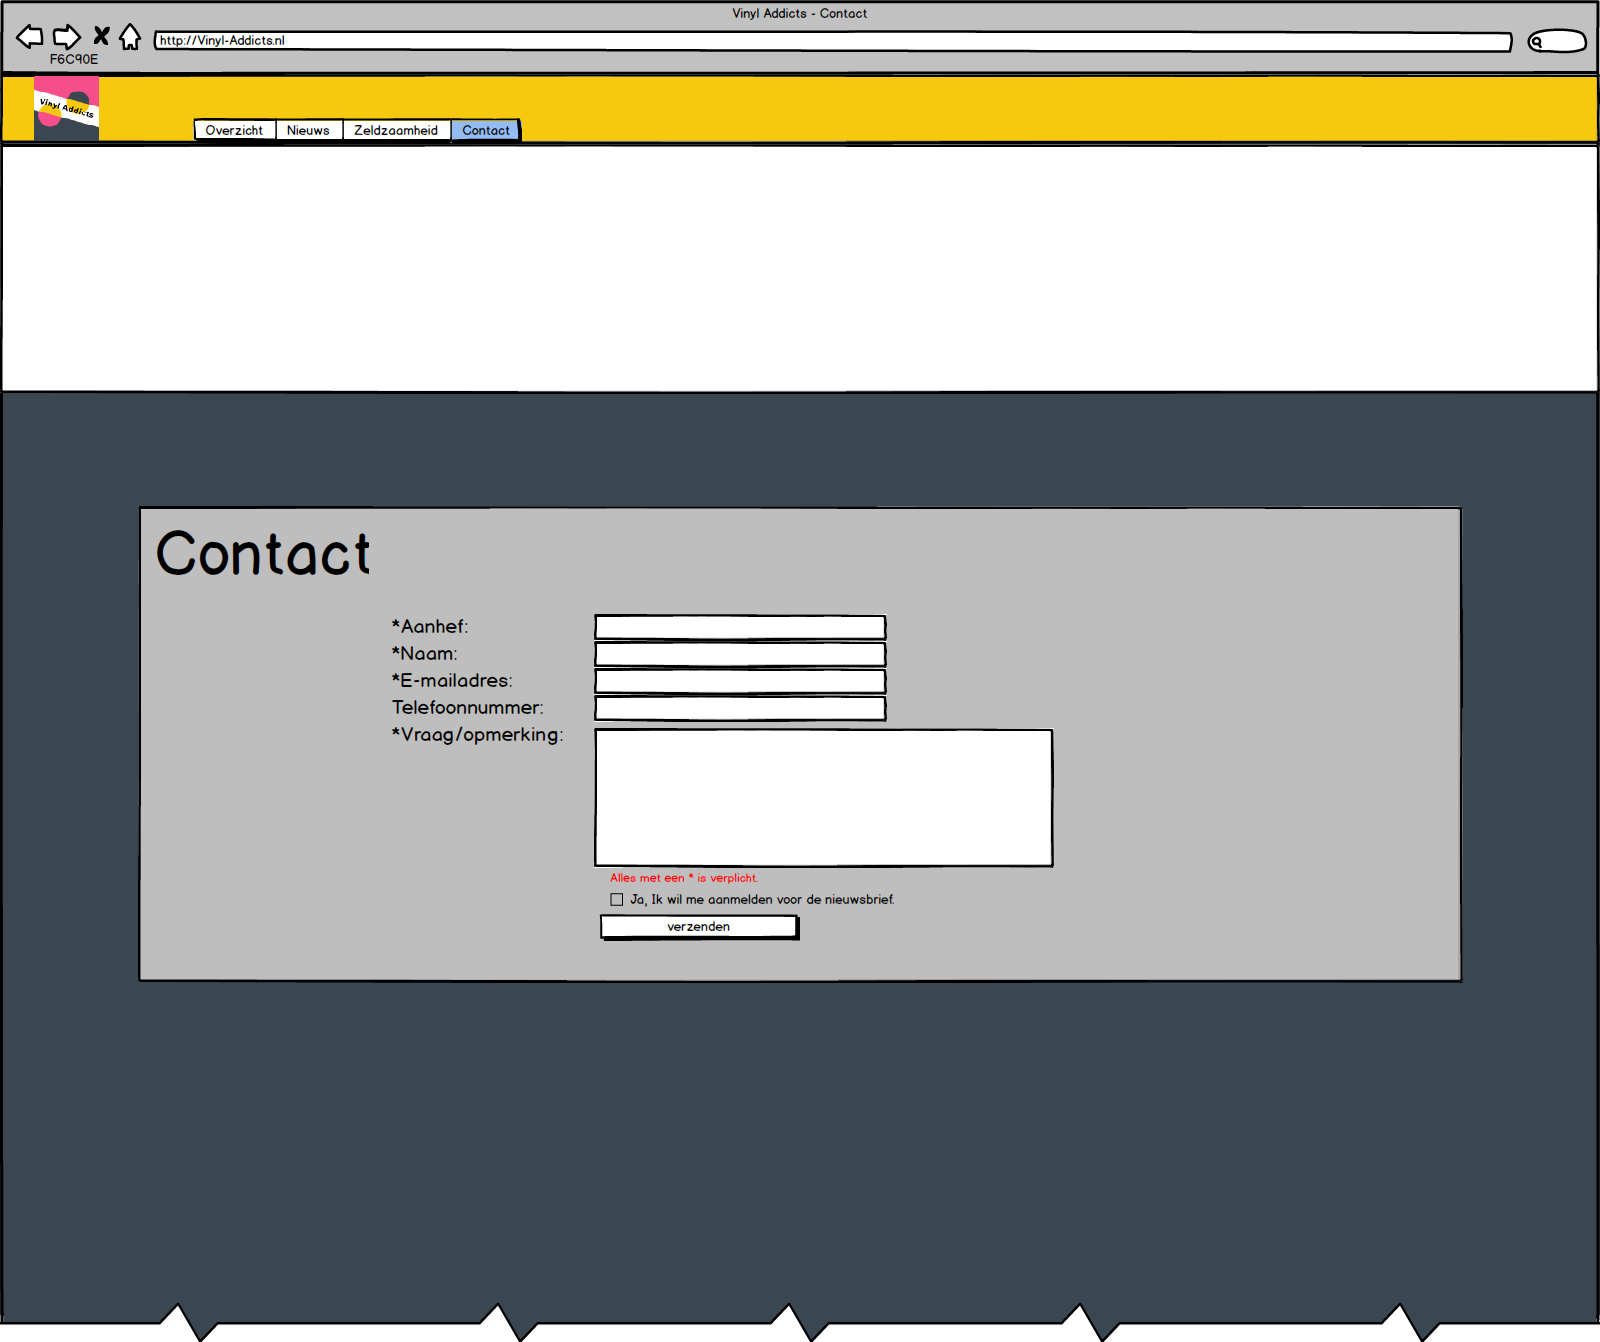 Vinyl Addicts - Contact
http://Vinyl-Addicts.nl
F6C90E
Vinyl Addicts
Overzicht Nieuws Zeldzaamheid Contact
Contact
*Aanhef:
*Naam:
*E-mailadres:
Telefoonnummer:
*Vraag/opmerking:
Alles met een * is verplicht.
Ja, Ik wil me aanmelden voor de nieuwsbrief.
verzenden